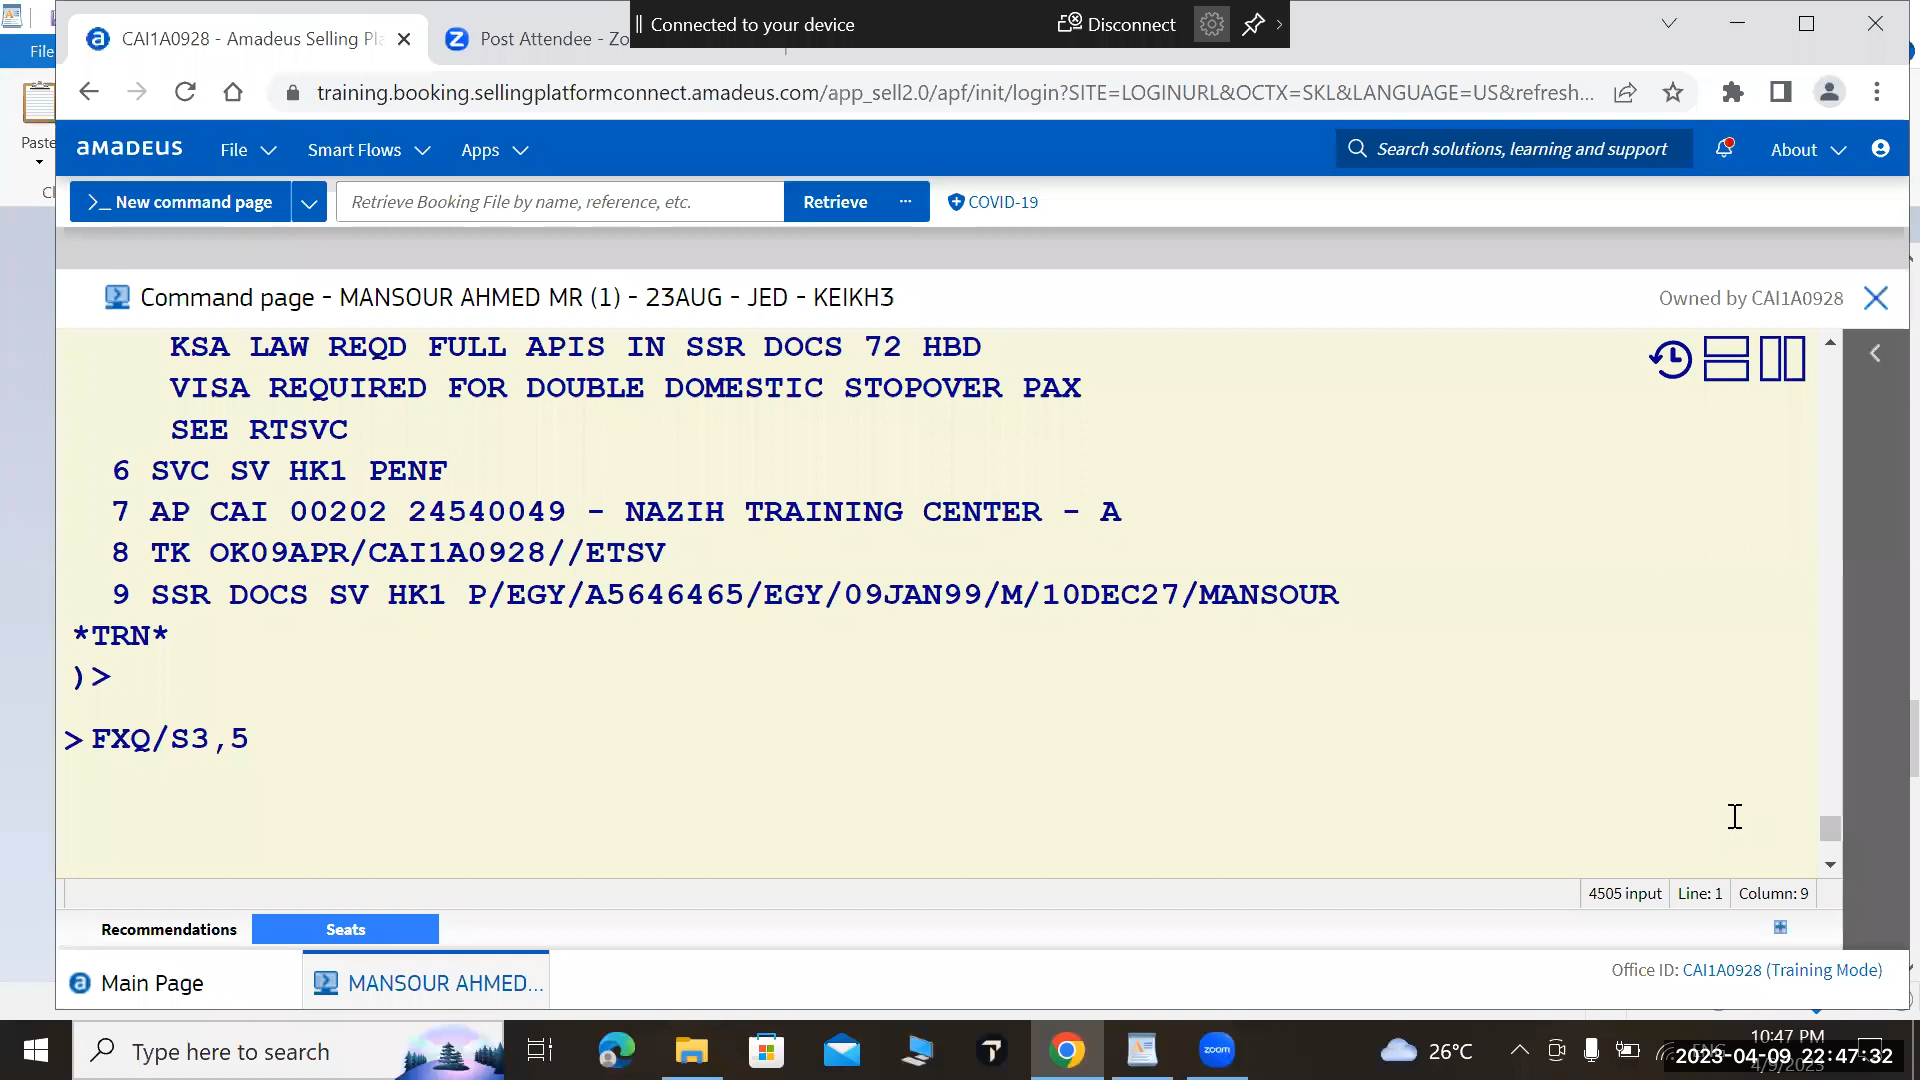 File
Paste
CAI1A0928 - Amadeus Selling Pla
Post Attendee - Zo
Connected to your device
Disconnect
training.booking.sellingplatformconnect.amadeus.com/app_sell2.0/apf/init/login?SITE=LOGINURL&OCTX=SKL&LANGUAGE=US&refresh...
amadeus
File
Smart Flows
Apps
Search solutions, learning and support
About
>_ New command page
Retrieve Booking File by name, reference, etc.
Retrieve
...
COVID-19
Command page - MANSOUR AHMED MR (1) - 23AUG - JED - KEIKH3
Owned by CAI1A0928
KSA LAW REQD FULL APIS IN SSR DOCS 72 HBD
VISA REQUIRED FOR DOUBLE DOMESTIC STOPOVER PAX
SEE RTSVC
6 SVC SV HK1 PENF
7 AP CAI 00202 24540049 - NAZIH TRAINING CENTER - A
8 TK OK09APR/CAI1A0928//ETSV
9 SSR DOCS SV HK1 P/EGY/A5646465/EGY/09JAN99/M/10DEC27/MANSOUR
*TRN*
)>
> FXQ/S3,5
4505 input
Line: 1
Column: 9
Recommendations
Seats
Main Page
MANSOUR AHMED...
Office ID: CAI1A0928 (Training Mode)
Type here to search
zoom
26°C
10:47 PM
2023-04-09 22:47:32